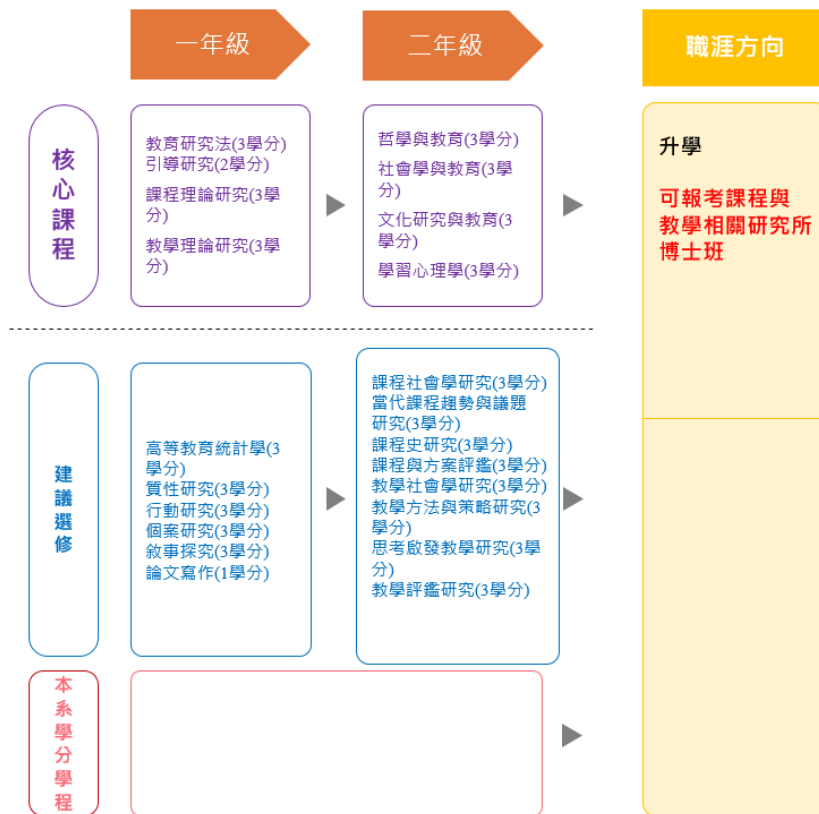 一年級
二年級
職涯方向
核心課程
教育研究法(3學分)
引導研究(2學分)
課程理論研究(3學
分)
教學理論研究(3學
分)
哲學與教育(3學分)
社會學與教育(3學
分)
文化研究與教育(3
學分)
學習心理學(3學分)
升學
可報考課程與
教學相關研究所
博士班
建議選修
高等教育統計學(3
學分)
質性研究(3學分)
行動研究(3學分)
個案研究(3學分)
敘事探究(3學分)
論文寫作(1學分)
課程社會學研究(3學分)
當代課程趨勢與議題
研究(3學分)
課程史研究(3學分)
課程與方案評鑑(3學分)
教學社會學研究(3學分)
教學方法與策略研究(3
學分)
思考啟發教學研究(3學
分)
教學評鑑研究(3學分)
本系學分學程